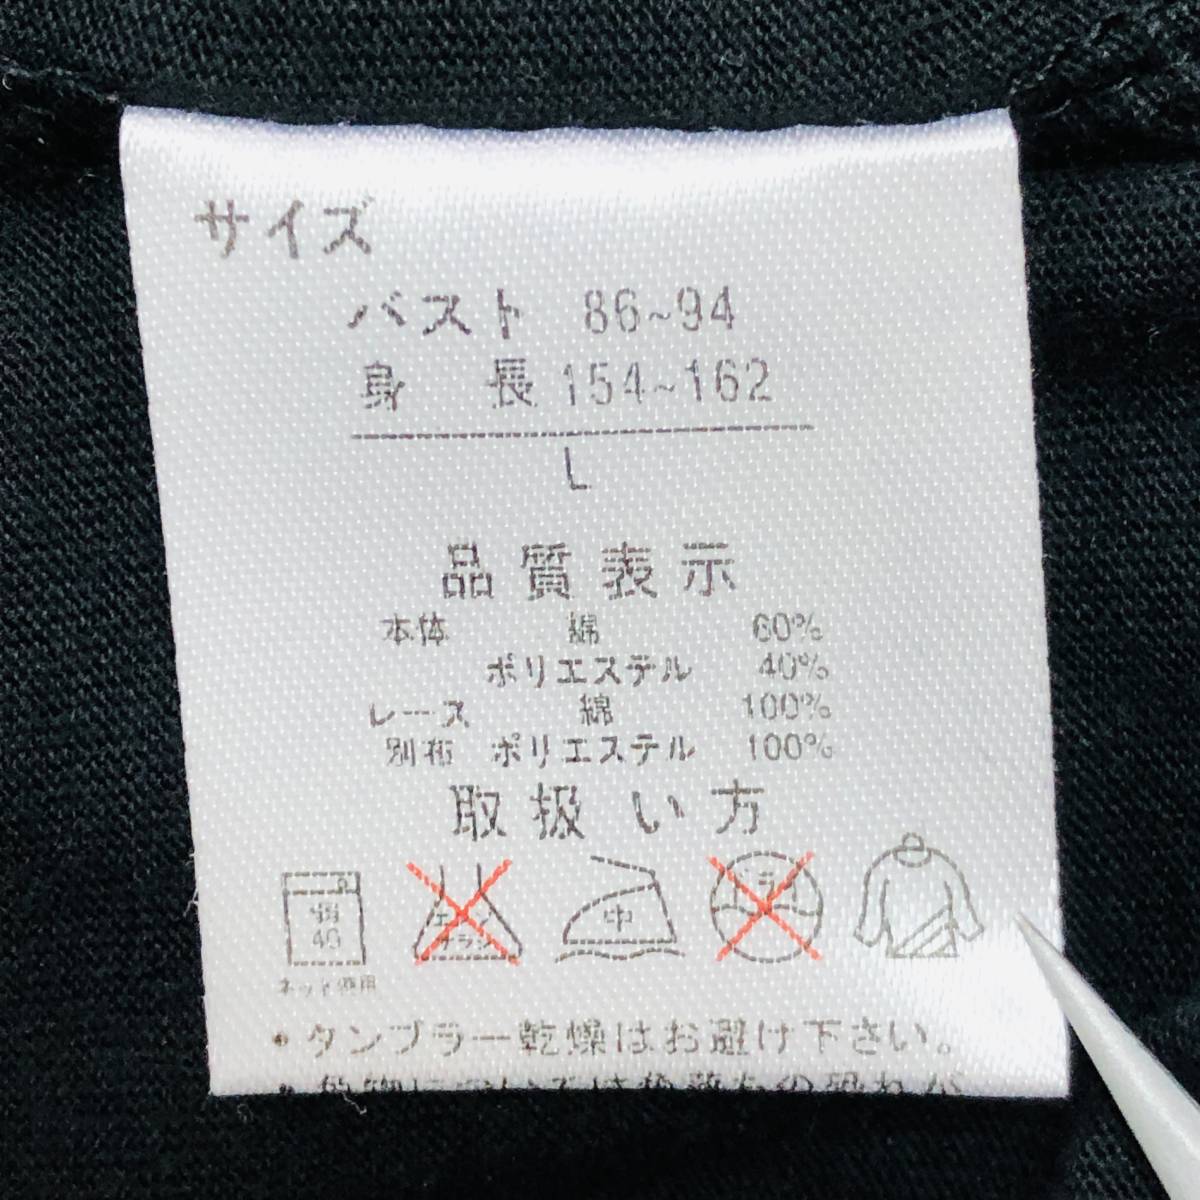 サイズ
バスト 86~94
身 長 154~162
L
品質表示
本体 綿 60%
ポリエステル 40%
レース 綿 100%
別布 ポリエステル 100%
取扱い方
弱
40
ネット使用
エンソ
サラシ
中
ドライ
・タンブラー乾燥はお避け下さい。